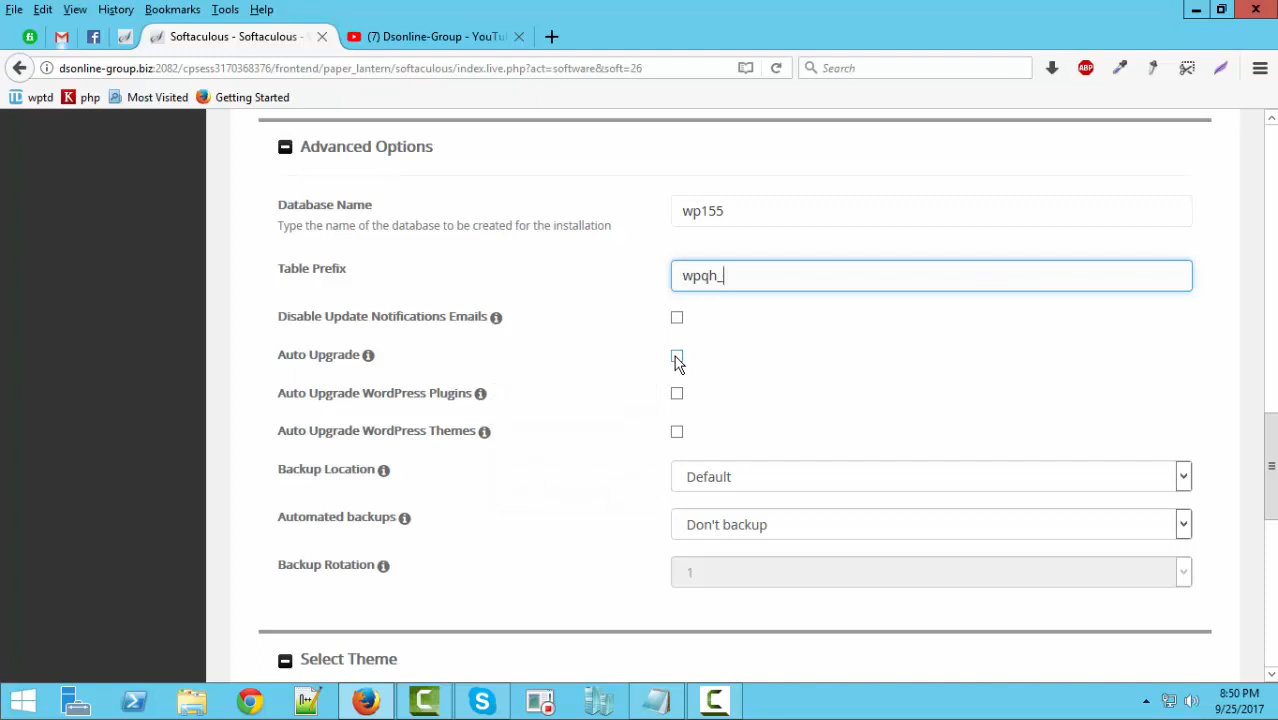 File Edit View History Bookmarks Tools Help
Softaculous - Softaculous - (7) Dsonline-Group - YouTu
dsonline-group.biz:2082/cpsess3170368376/frontend/paper_lantern/softaculous/index.live.php?act=software&soft=26 Search ABP
wptd php Most Visited Getting Started
Advanced Options
Database Name
wp155
Type the name of the database to be created for the installation
Table Prefix
wpqh_
Disable Update Notifications Emails
Auto Upgrade
Auto Upgrade WordPress Plugins
Auto Upgrade WordPress Themes
Backup Location
Default
Automated backups
Don't backup
Backup Rotation
1
Select Theme
8:50 PM
9/25/2017